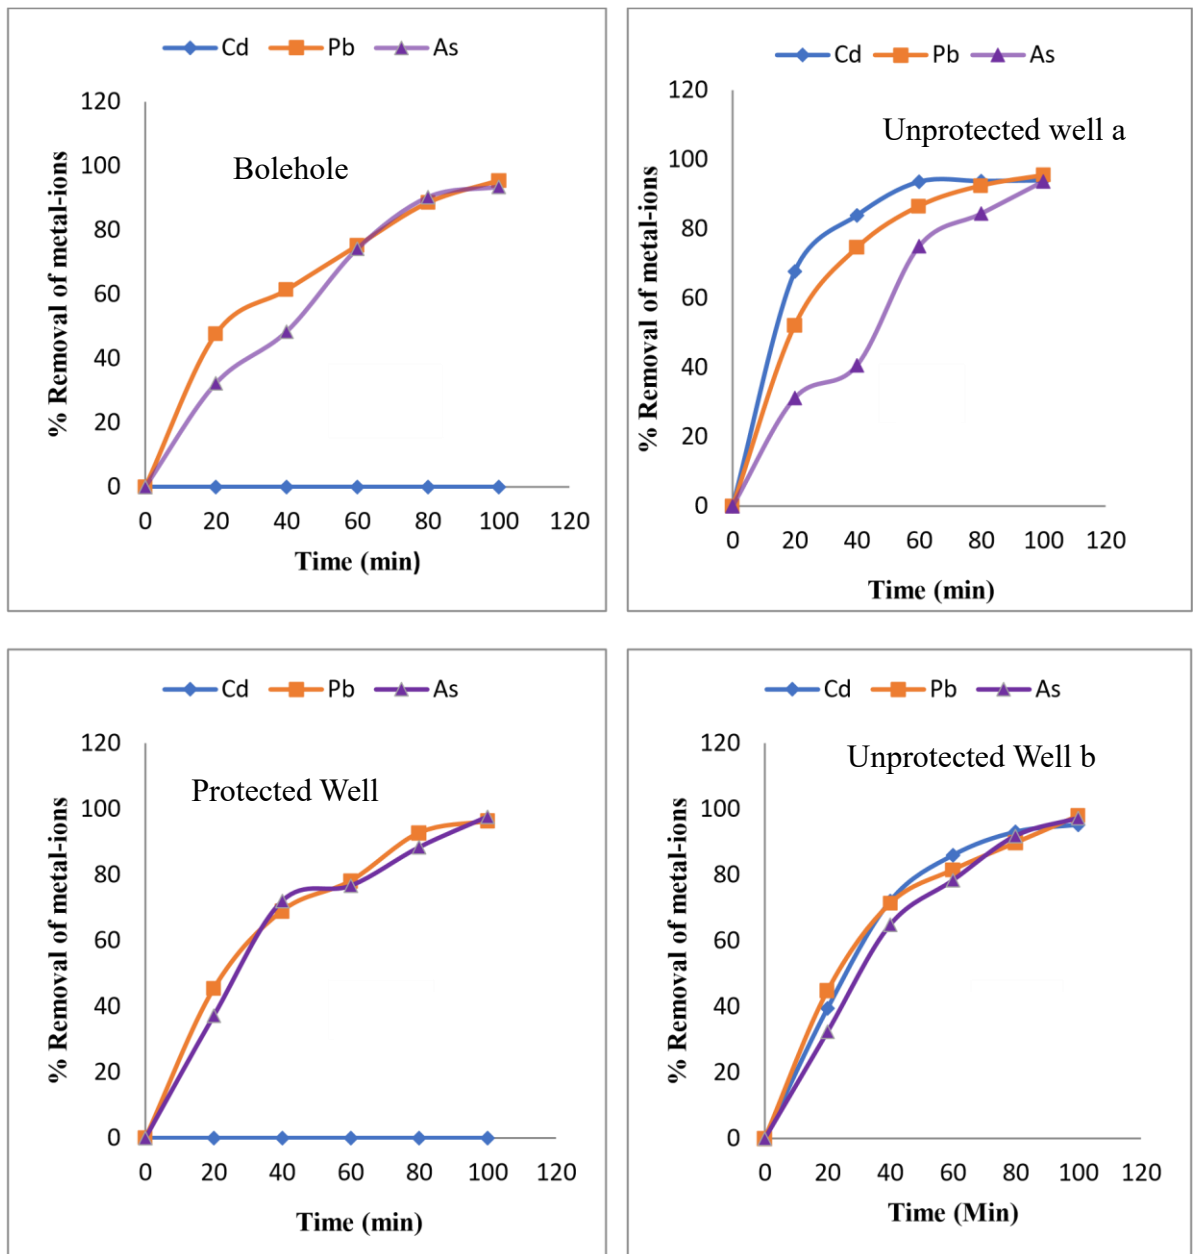 Cd Pb As
Bolehole
% Removal of metal-ions
120
100
80
60
40
20
0
0 20 40 60 80 100 120
Time (min)
Cd Pb As
Unprotected well a
% Removal of metal-ions
120
100
80
60
40
20
0
0 20 40 60 80 100 120
Time (min)
Cd Pb As
Protected Well
% Removal of metal-ions
120
100
80
60
40
20
0
0 20 40 60 80 100 120
Time (min)
Cd Pb As
Unprotected Well b
% Removal of metal-ions
120
100
80
60
40
20
0
0 20 40 60 80 100 120
Time (Min)